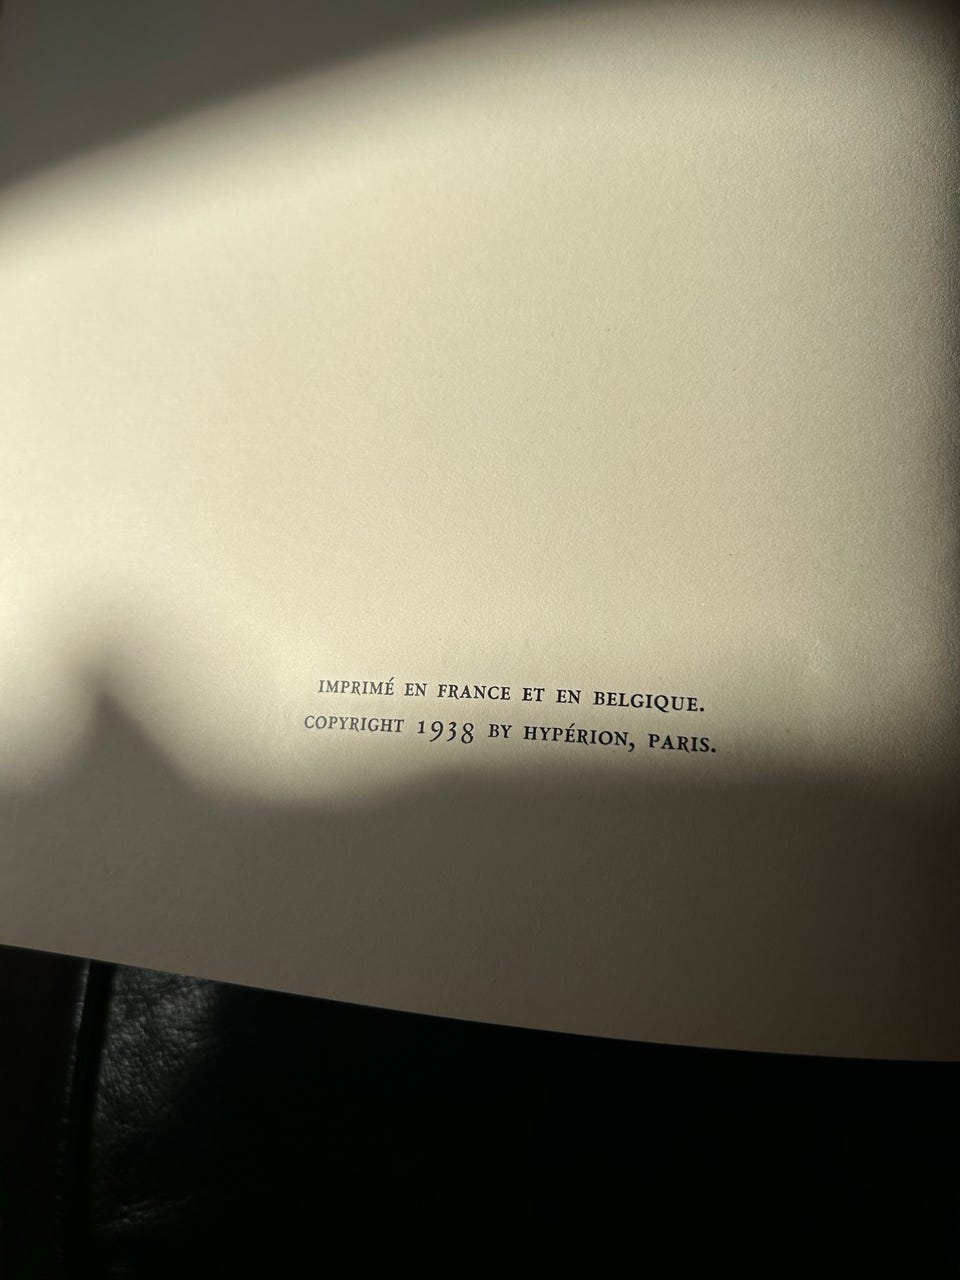 IMPRIMÉ EN FRANCE ET EN BELGIQUE.
COPYRIGHT 1938 BY HYPÉRION, PARIS.